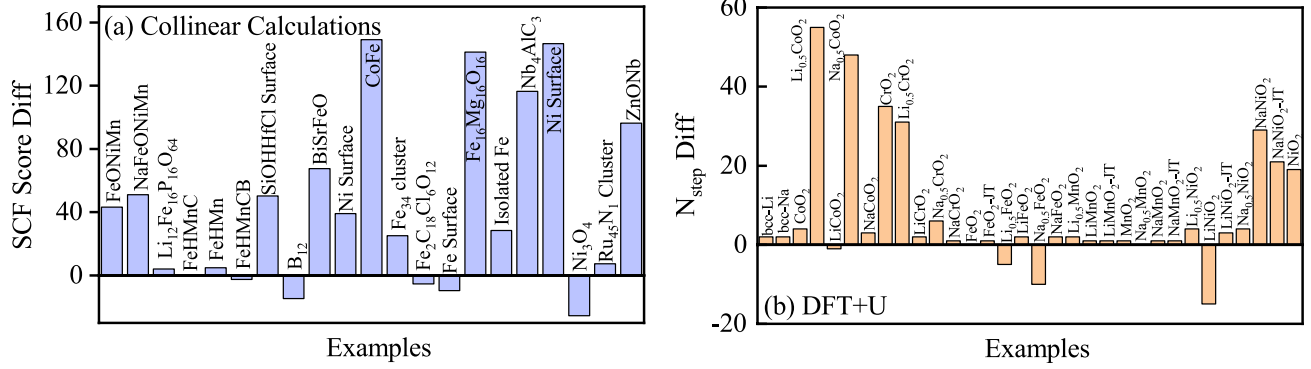 (a) Collinear Calculations
SCF Score Diff
160
120
80
40
0
FeONiMn
NaFeONiMn
Li₁₂Fe₁₆P₁₆O₆₄
FeHMnC
FeHMn
FeHMnCB
SiOHHfCl Surface
B₁₂
BiSrFeO
Ni Surface
CoFe
Fe₃₄ cluster
Fe₂C₁₈Cl₆O₁₂
Fe Surface
Fe₁₆Mg₁₆O₁₆
Isolated Fe
Nb₄AlC₃
Ni Surface
Ni₃O₄
Ru₄₅N₁ Cluster
ZnONb
Examples
N_step Diff
60
40
20
0
-20
bcc-Li
bcc-Na
CoO₂
Li₀.₅CoO₂
LiCoO₂
Na₀.₅CoO₂
NaCoO₂
CrO₂
Li₀.₅CrO₂
LiCrO₂
Na₀.₅CrO₂
NaCrO₂
FeO₂
FeO₂-JT
Li₀.₅FeO₂
LiFeO₂
Na₀.₅FeO₂
NaFeO₂
Li₀.₅MnO₂
LiMnO₂
LiMnO₂-JT
MnO₂
Na₀.₅MnO₂
NaMnO₂
NaMnO₂-JT
Li₀.₅NiO₂
LiNiO₂
LiNiO₂-JT
Na₀.₅NiO₂
NaNiO₂
NaNiO₂-JT
NiO₂
(b) DFT+U
Examples